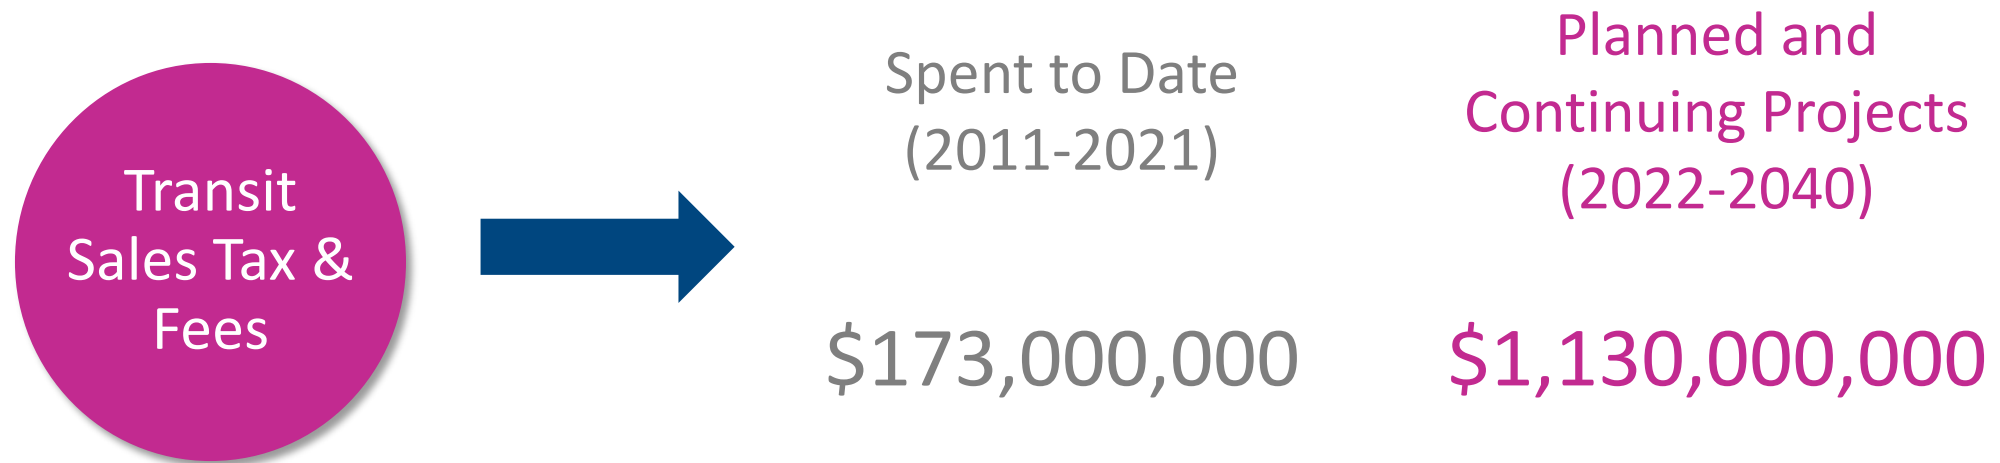 Transit
Sales Tax &
Fees
Spent to Date
(2011-2021)
$173,000,000
Planned and
Continuing Projects
(2022-2040)
$1,130,000,000